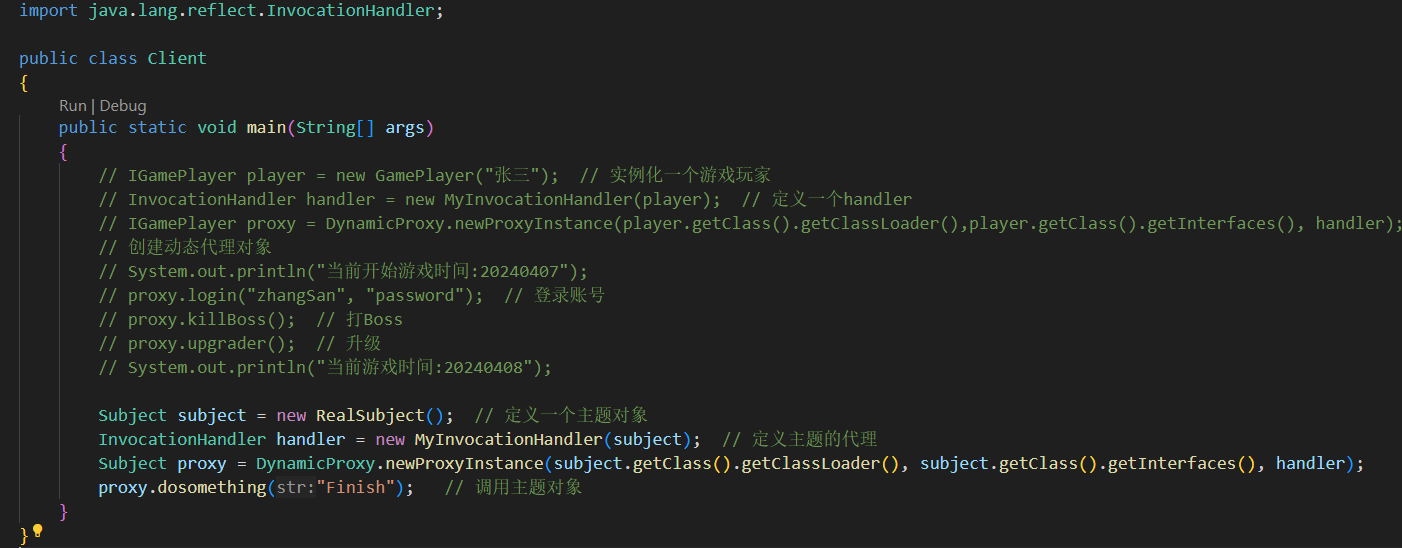 import java.lang.reflect.InvocationHandler;
public class Client
{
Run | Debug
public static void main(String[] args)
{
// IGamePlayer player = new GamePlayer("张三");  // 实例化一个游戏玩家
// InvocationHandler handler = new MyInvocationHandler(player);  // 定义一个handler
// IGamePlayer proxy = DynamicProxy.newProxyInstance(player.getClass().getClassLoader(),player.getClass().getInterfaces(), handler);
// 创建动态代理对象
// System.out.println("当前开始游戏时间:20240407");
// proxy.login("zhangSan", "password");  // 登录账号
// proxy.killBoss();  // 打Boss
// proxy.upgrader();  // 升级
// System.out.println("当前游戏时间:20240408");
Subject subject = new RealSubject();  // 定义一个主题对象
InvocationHandler handler = new MyInvocationHandler(subject);  // 定义主题的代理
Subject proxy = DynamicProxy.newProxyInstance(subject.getClass().getClassLoader(), subject.getClass().getInterfaces(), handler);
proxy.dosomething(str:"Finish");   // 调用主题对象
}
}